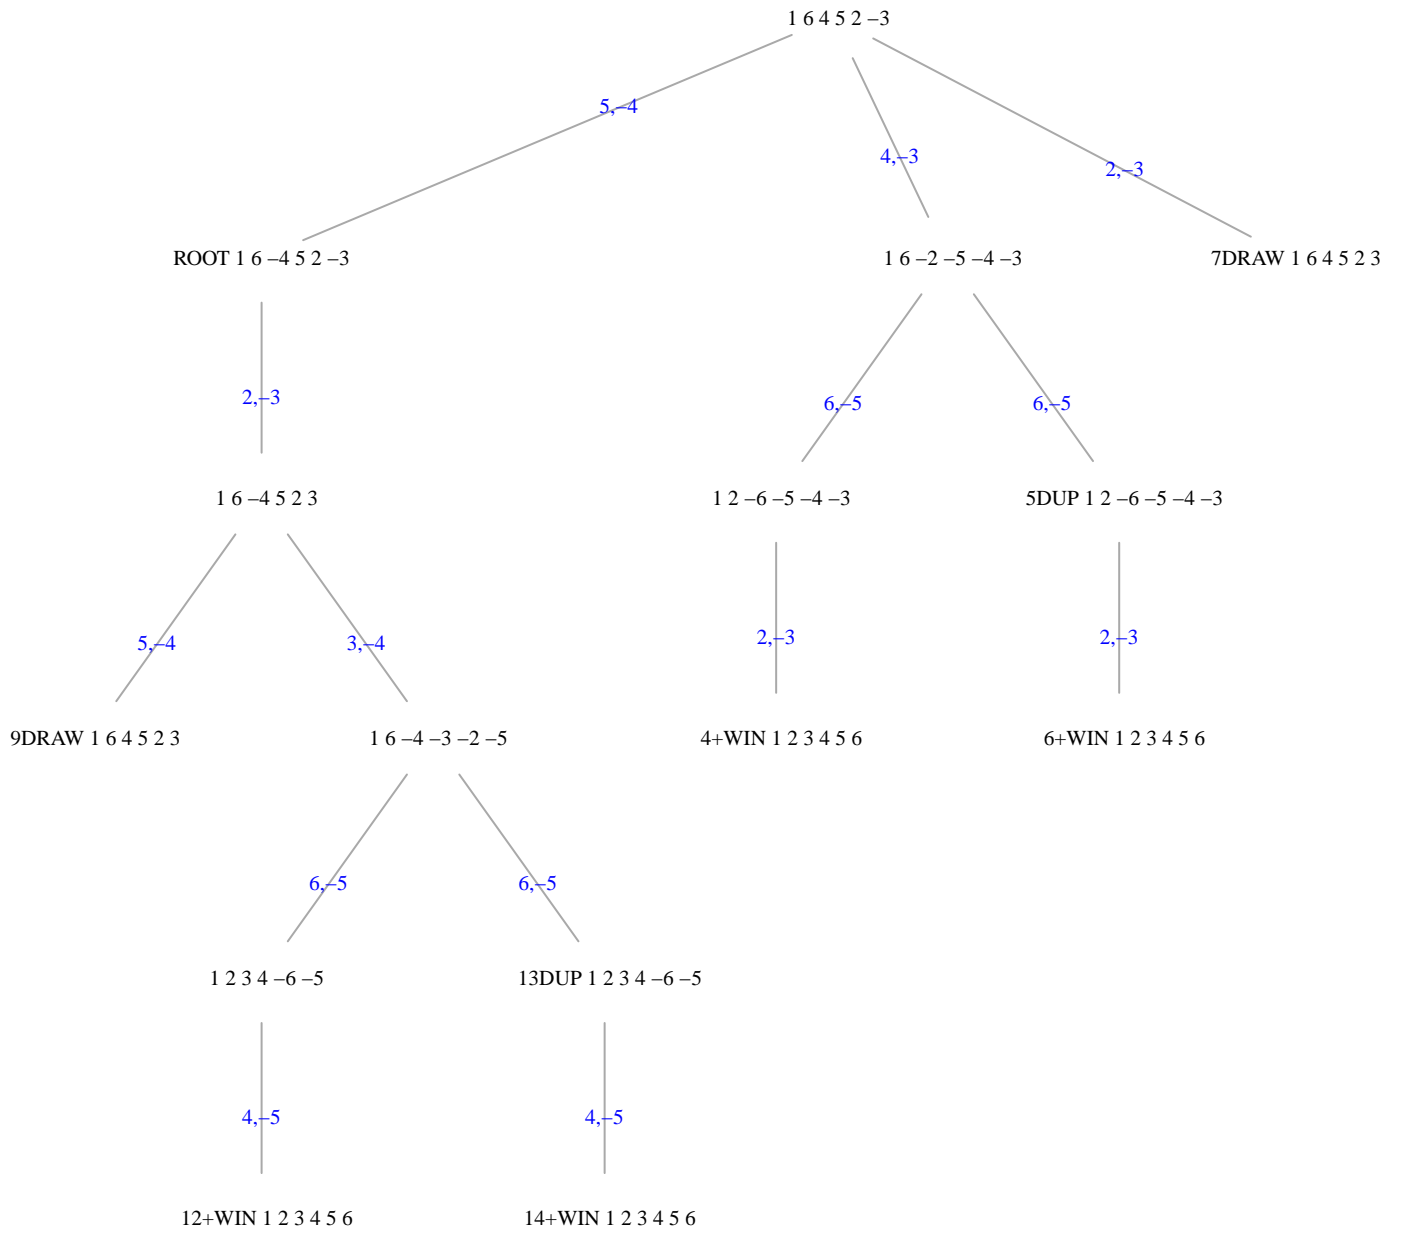 1 6 4 5 2 –3
5,–4
4,–3
2,–3
ROOT 1 6 –4 5 2 –3
1 6 –2 –5 –4 –3
7DRAW 1 6 4 5 2 3
2,–3
6,–5
6,–5
1 6 –4 5 2 3
1 2 –6 –5 –4 –3
5DUP 1 2 –6 –5 –4 –3
5,–4
3,–4
2,–3
2,–3
9DRAW 1 6 4 5 2 3
1 6 –4 –3 –2 –5
4+WIN 1 2 3 4 5 6
6+WIN 1 2 3 4 5 6
6,–5
6,–5
1 2 3 4 –6 –5
13DUP 1 2 3 4 –6 –5
4,–5
4,–5
12+WIN 1 2 3 4 5 6
14+WIN 1 2 3 4 5 6